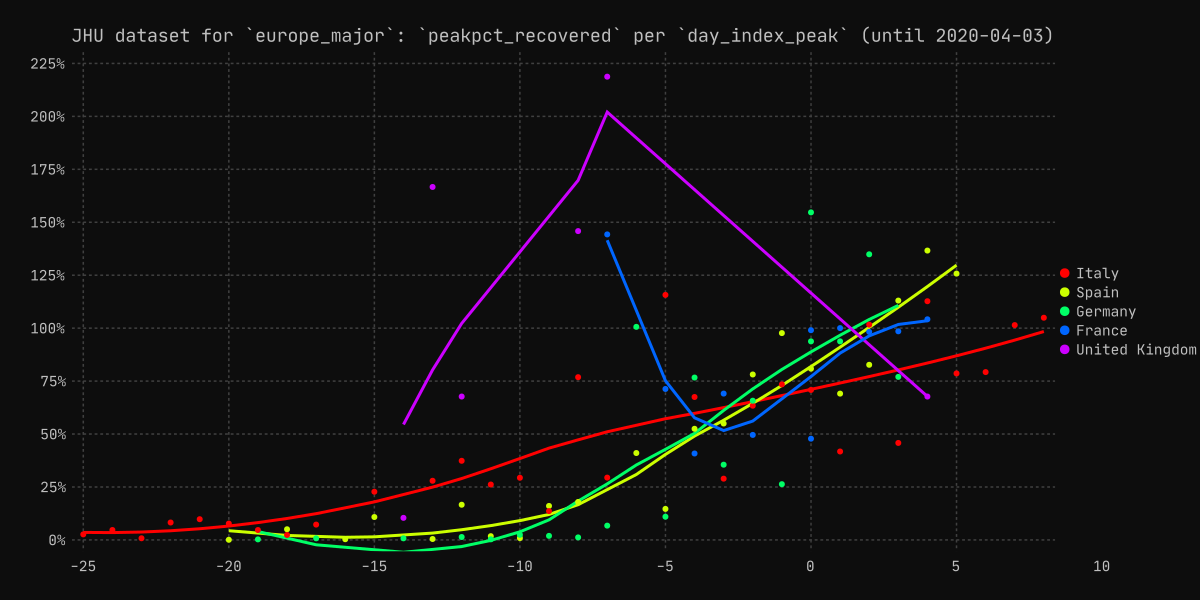 JHU dataset for `europe_major`: `peakpct_recovered` per `day_index_peak` (until 2020-04-03)
225%
200%
175%
150%
125%
100%
75%
50%
25%
0%
-25 -20 -15 -10 -5 0 5 10
Italy
Spain
Germany
France
United Kingdom